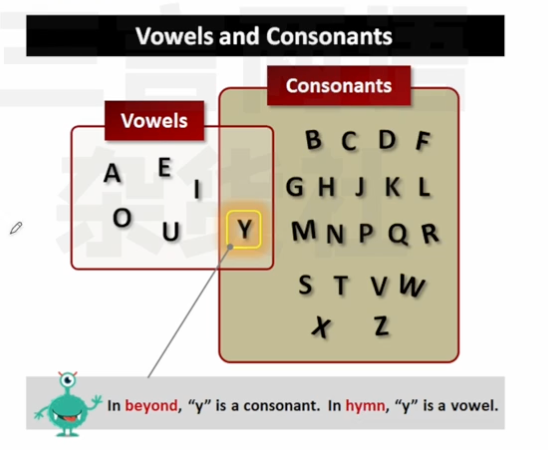 Vowels and Consonants
Consonants
Vowels
A E I
O U
Y
B C D F
G H J K L
M N P Q R
S T V W
X Z
In beyond, “y” is a consonant. In hymn, “y” is a vowel.